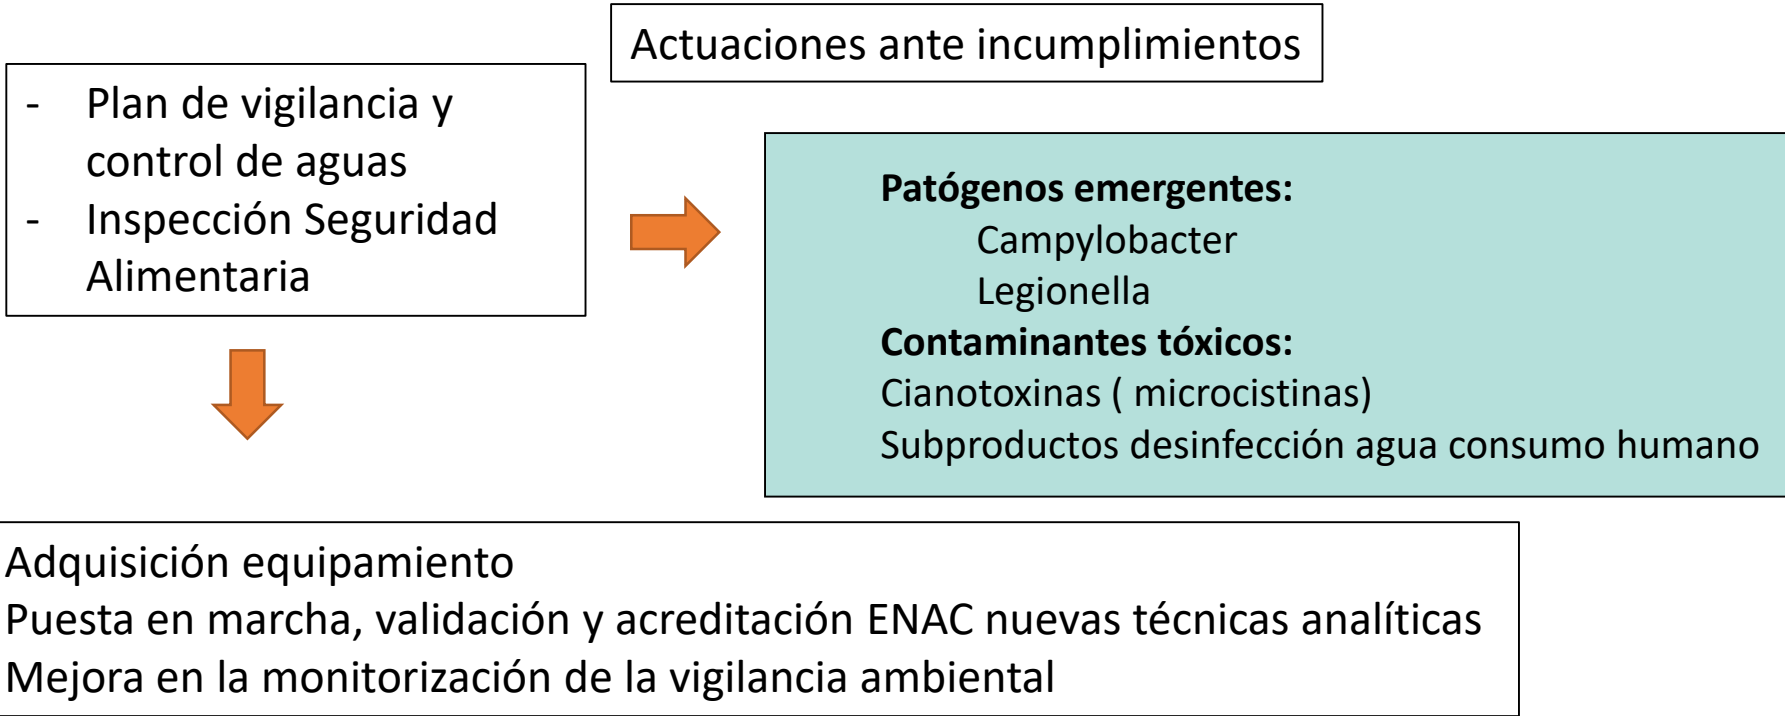 Actuaciones ante incumplimientos
- Plan de vigilancia y
control de aguas
- Inspección Seguridad
Alimentaria
Patógenos emergentes:
Campylobacter
Legionella
Contaminantes tóxicos:
Cianotoxinas ( microcistinas)
Subproductos desinfección agua consumo humano
Adquisición equipamiento
Puesta en marcha, validación y acreditación ENAC nuevas técnicas analíticas
Mejora en la monitorización de la vigilancia ambiental